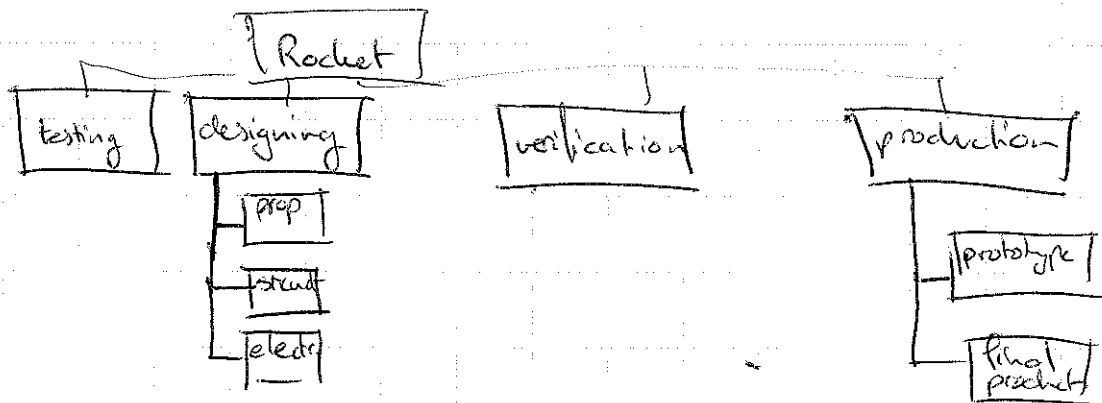 Rocket
testing
designing
verification
production
prop
struct
electr
prototype
final
product